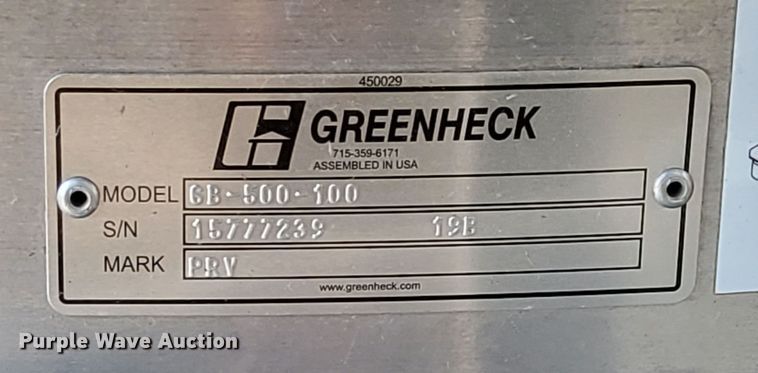 450029
GREENHECK
715-359-6171
ASSEMBLED IN USA
MODEL GB-500-100
S/N 15777239 19B
MARK PRV
www.greenheck.com
Purple Wave Auction